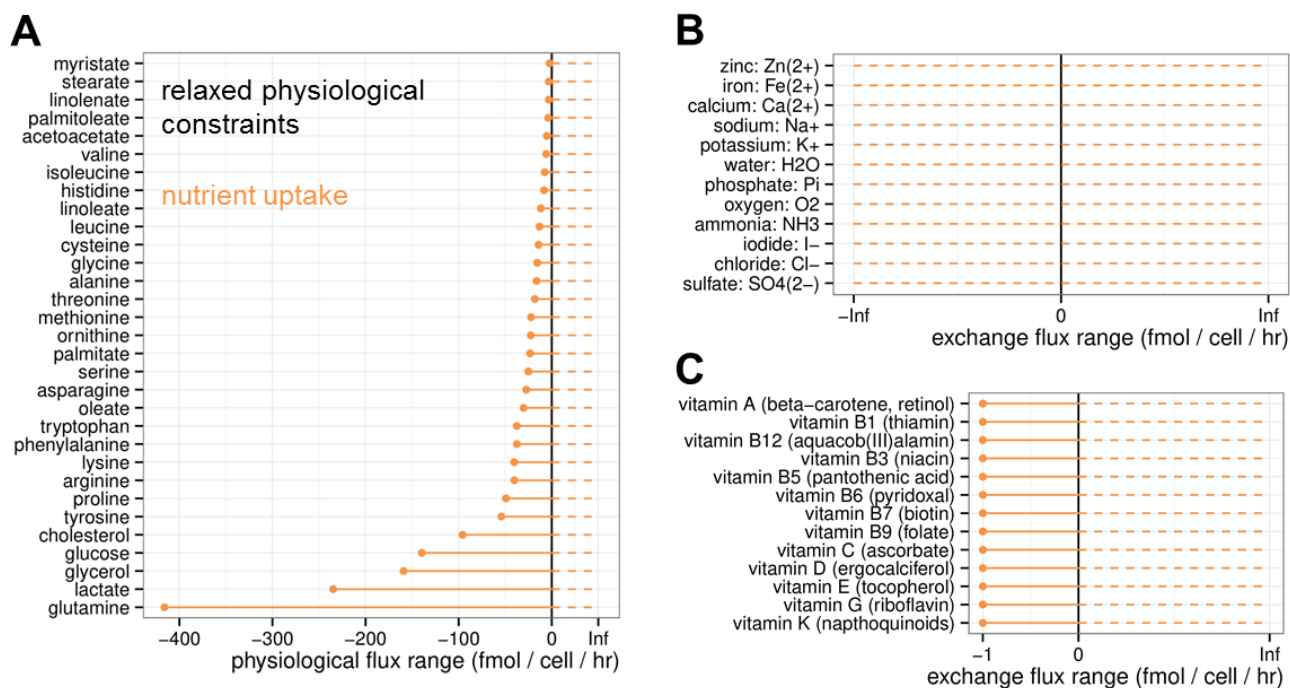 A
myristate
stearate
linolenate
palmitoleate
acetoacetate
valine
isoleucine
histidine
linoleate
leucine
cysteine
glycine
alanine
threonine
methionine
ornithine
palmitate
serine
asparagine
oleate
tryptophan
phenylalanine
lysine
arginine
proline
tyrosine
cholesterol
glucose
glycerol
lactate
glutamine
relaxed physiological
constraints
nutrient uptake
−400 −300 −200 −100 0 Inf
physiological flux range (fmol / cell / hr)
B
zinc: Zn(2+)
iron: Fe(2+)
calcium: Ca(2+)
sodium: Na+
potassium: K+
water: H2O
phosphate: Pi
oxygen: O2
ammonia: NH3
iodide: I−
chloride: Cl−
sulfate: SO4(2−)
−Inf 0 Inf
exchange flux range (fmol / cell / hr)
C
vitamin A (beta−carotene, retinol)
vitamin B1 (thiamin)
vitamin B12 (aquacob(III)alamin)
vitamin B3 (niacin)
vitamin B5 (pantothenic acid)
vitamin B6 (pyridoxal)
vitamin B7 (biotin)
vitamin B9 (folate)
vitamin C (ascorbate)
vitamin D (ergocalciferol)
vitamin E (tocopherol)
vitamin G (riboflavin)
vitamin K (napthoquinoids)
−1 0 Inf
exchange flux range (fmol / cell / hr)